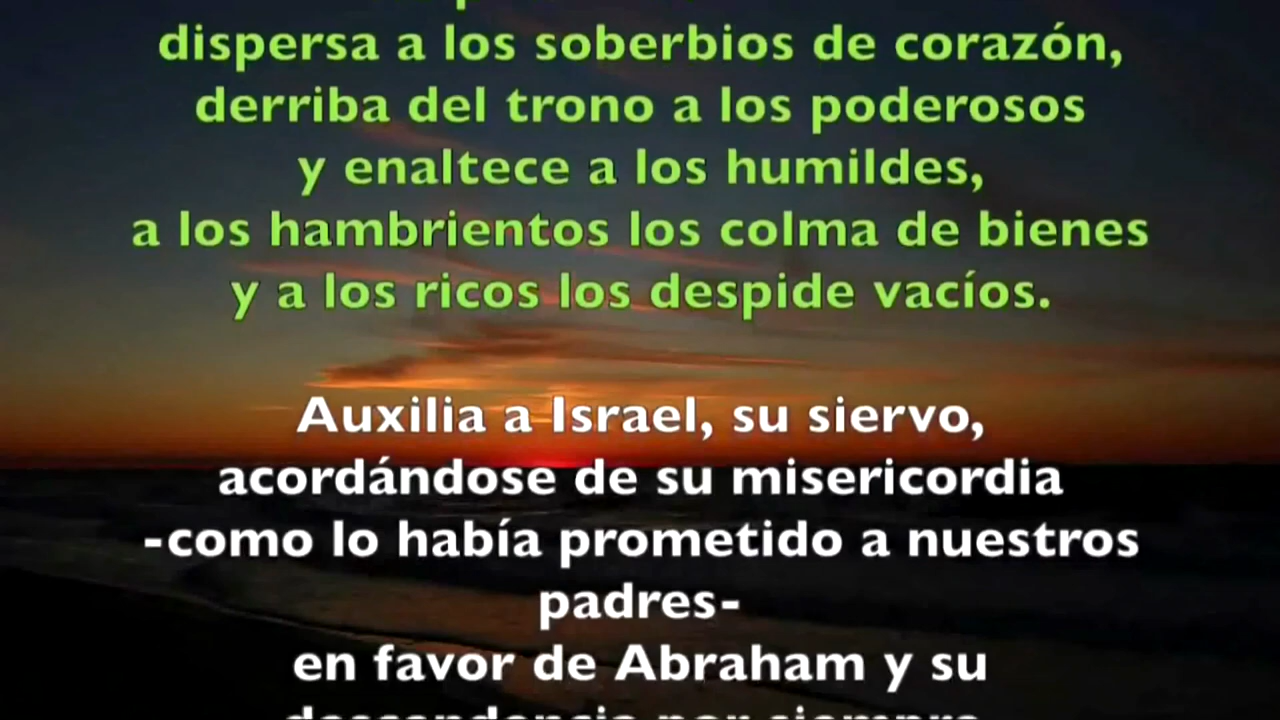 dispersa a los soberbios de corazón,
derriba del trono a los poderosos
y enaltece a los humildes,
a los hambrientos los colma de bienes
y a los ricos los despide vacíos.
Auxilia a Israel, su siervo,
acordándose de su misericordia
-como lo había prometido a nuestros
padres-
en favor de Abraham y su